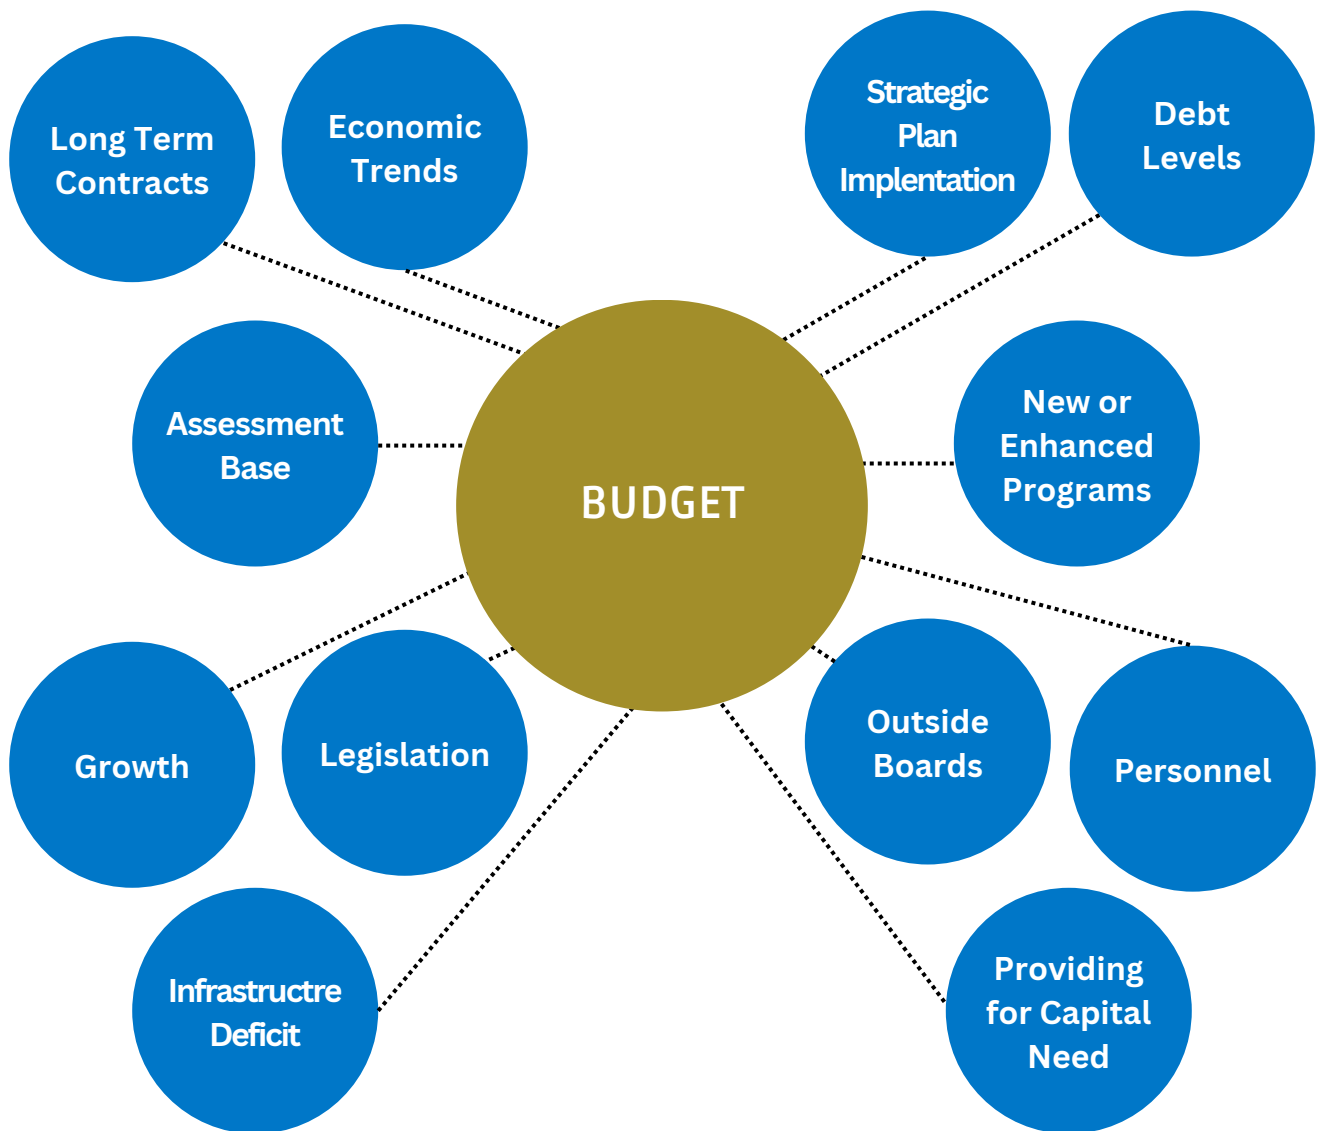 Long Term
Contracts
Economic
Trends
Strategic
Plan
Implentation
Debt
Levels
Assessment
Base
New or
Enhanced
Programs
BUDGET
Growth
Legislation
Outside
Boards
Personnel
Infrastructre
Deficit
Providing
for Capital
Need